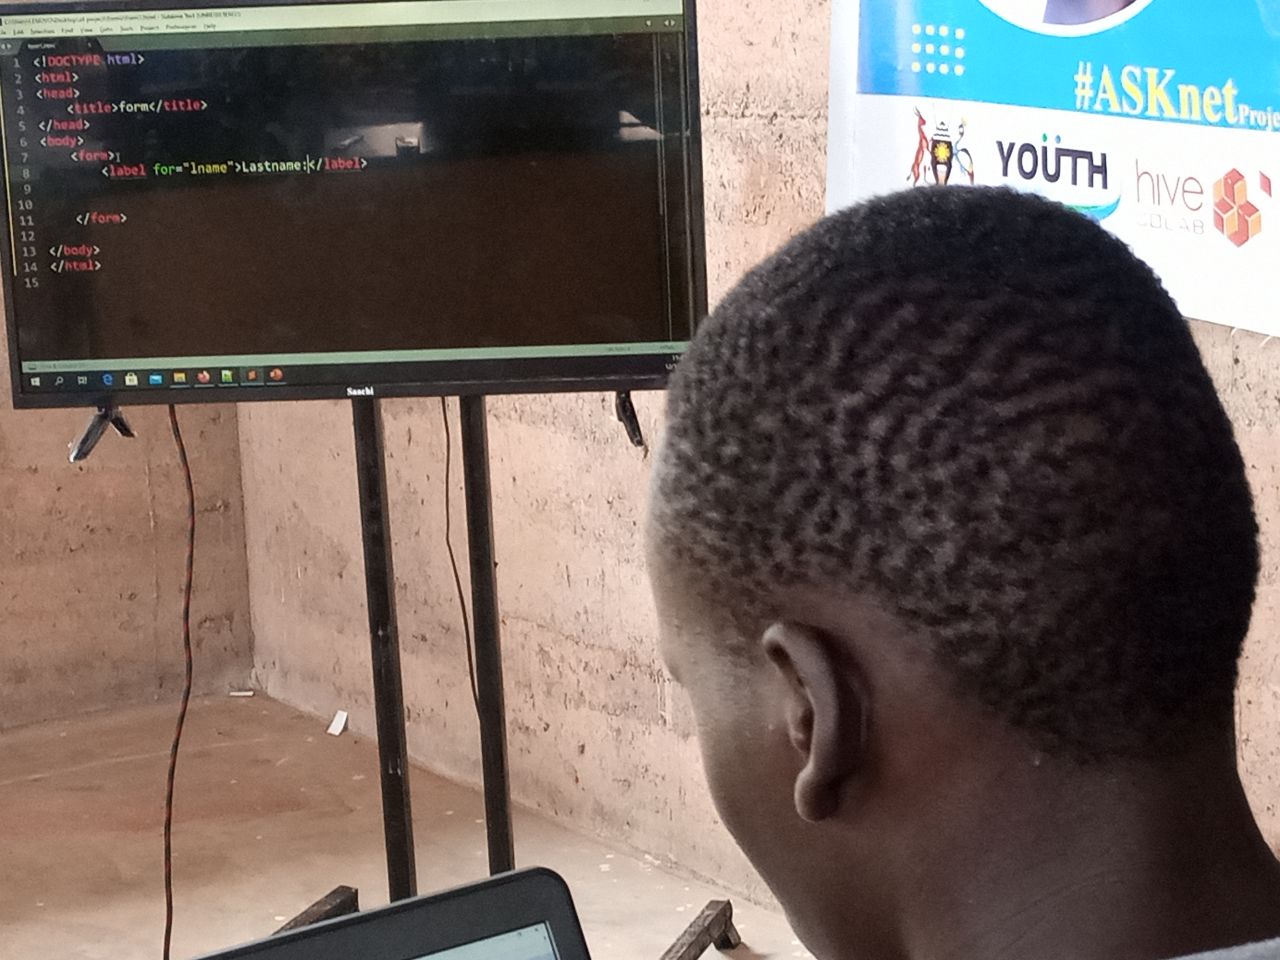 <!DOCTYPE html>
<html>
<head>
<title>form</title>
</head>
<body>
<form>
<label for="lname">Lastname:</label>
</form>
</body>
</html>
1
2
3
4
5
6
7
8
9
10
11
12
13
14
15
Saachi
#ASKnet
YOUTH
hive
COLAB